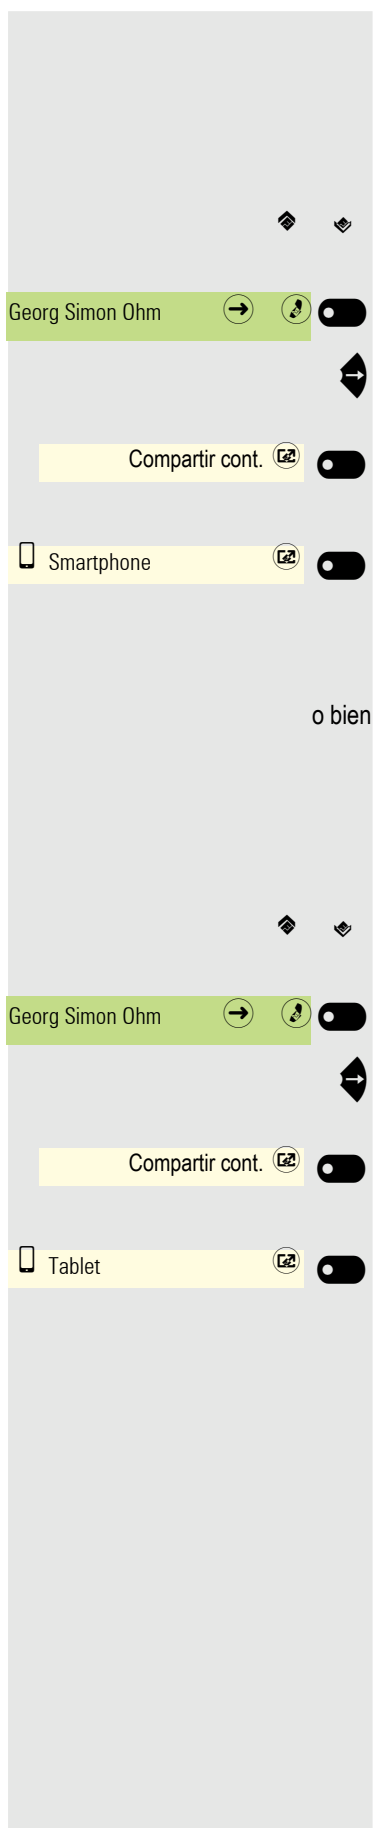 Georg Simon Ohm
Compartir cont.
Smartphone
o bien
Georg Simon Ohm
Compartir cont.
Tablet